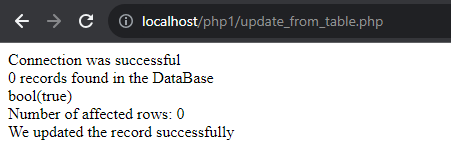 localhost/php1/update_from_table.php
Connection was successful
0 records found in the DataBase
bool(true)
Number of affected rows: 0
We updated the record successfully